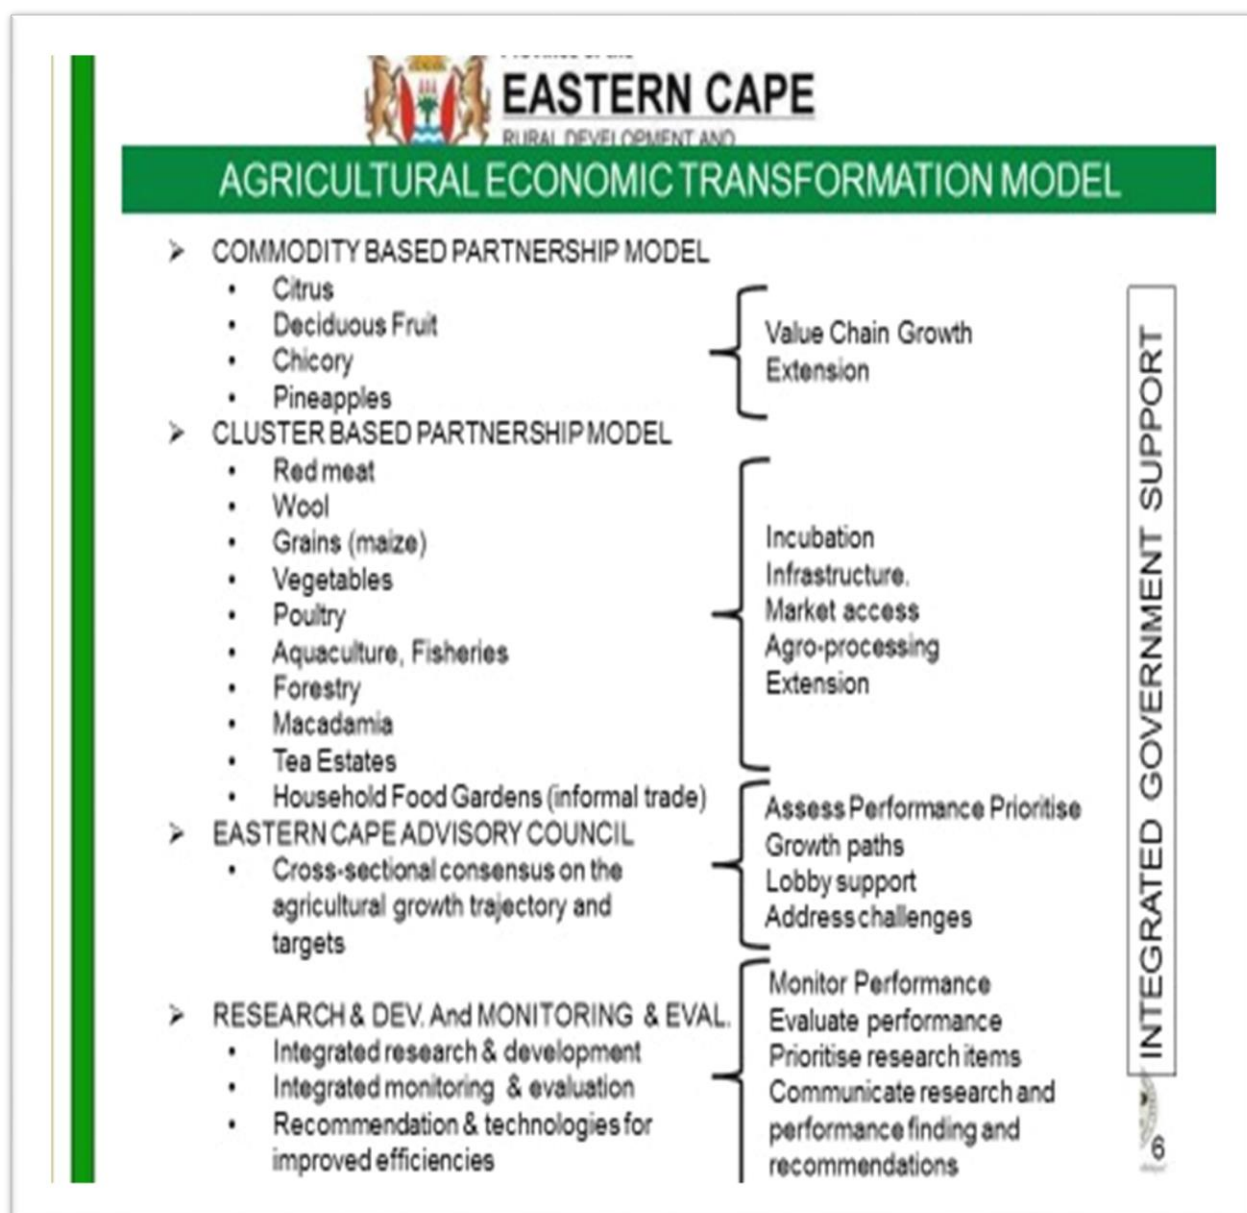 EASTERN CAPE
RURAL DEVELOPMENT AND
AGRICULTURAL ECONOMIC TRANSFORMATION MODEL
➢ COMMODITY BASED PARTNERSHIP MODEL
• Citrus
• Deciduous Fruit
• Chicory
• Pineapples
Value Chain Growth
Extension
➢ CLUSTER BASED PARTNERSHIP MODEL
• Red meat
• Wool
• Grains (maize)
• Vegetables
• Poultry
• Aquaculture, Fisheries
• Forestry
• Macadamia
• Tea Estates
• Household Food Gardens (informal trade)
Incubation
Infrastructure.
Market access
Agro-processing
Extension
➢ EASTERN CAPE ADVISORY COUNCIL
• Cross-sectional consensus on the
agricultural growth trajectory and
targets
Assess Performance Prioritise
Growth paths
Lobby support
Address challenges
➢ RESEARCH & DEV. And MONITORING & EVAL.
• Integrated research & development
• Integrated monitoring & evaluation
• Recommendation & technologies for
improved efficiencies
Monitor Performance
Evaluate performance
Prioritise research items
Communicate research and
performance finding and
recommendations
INTEGRATED GOVERNMENT SUPPORT
6